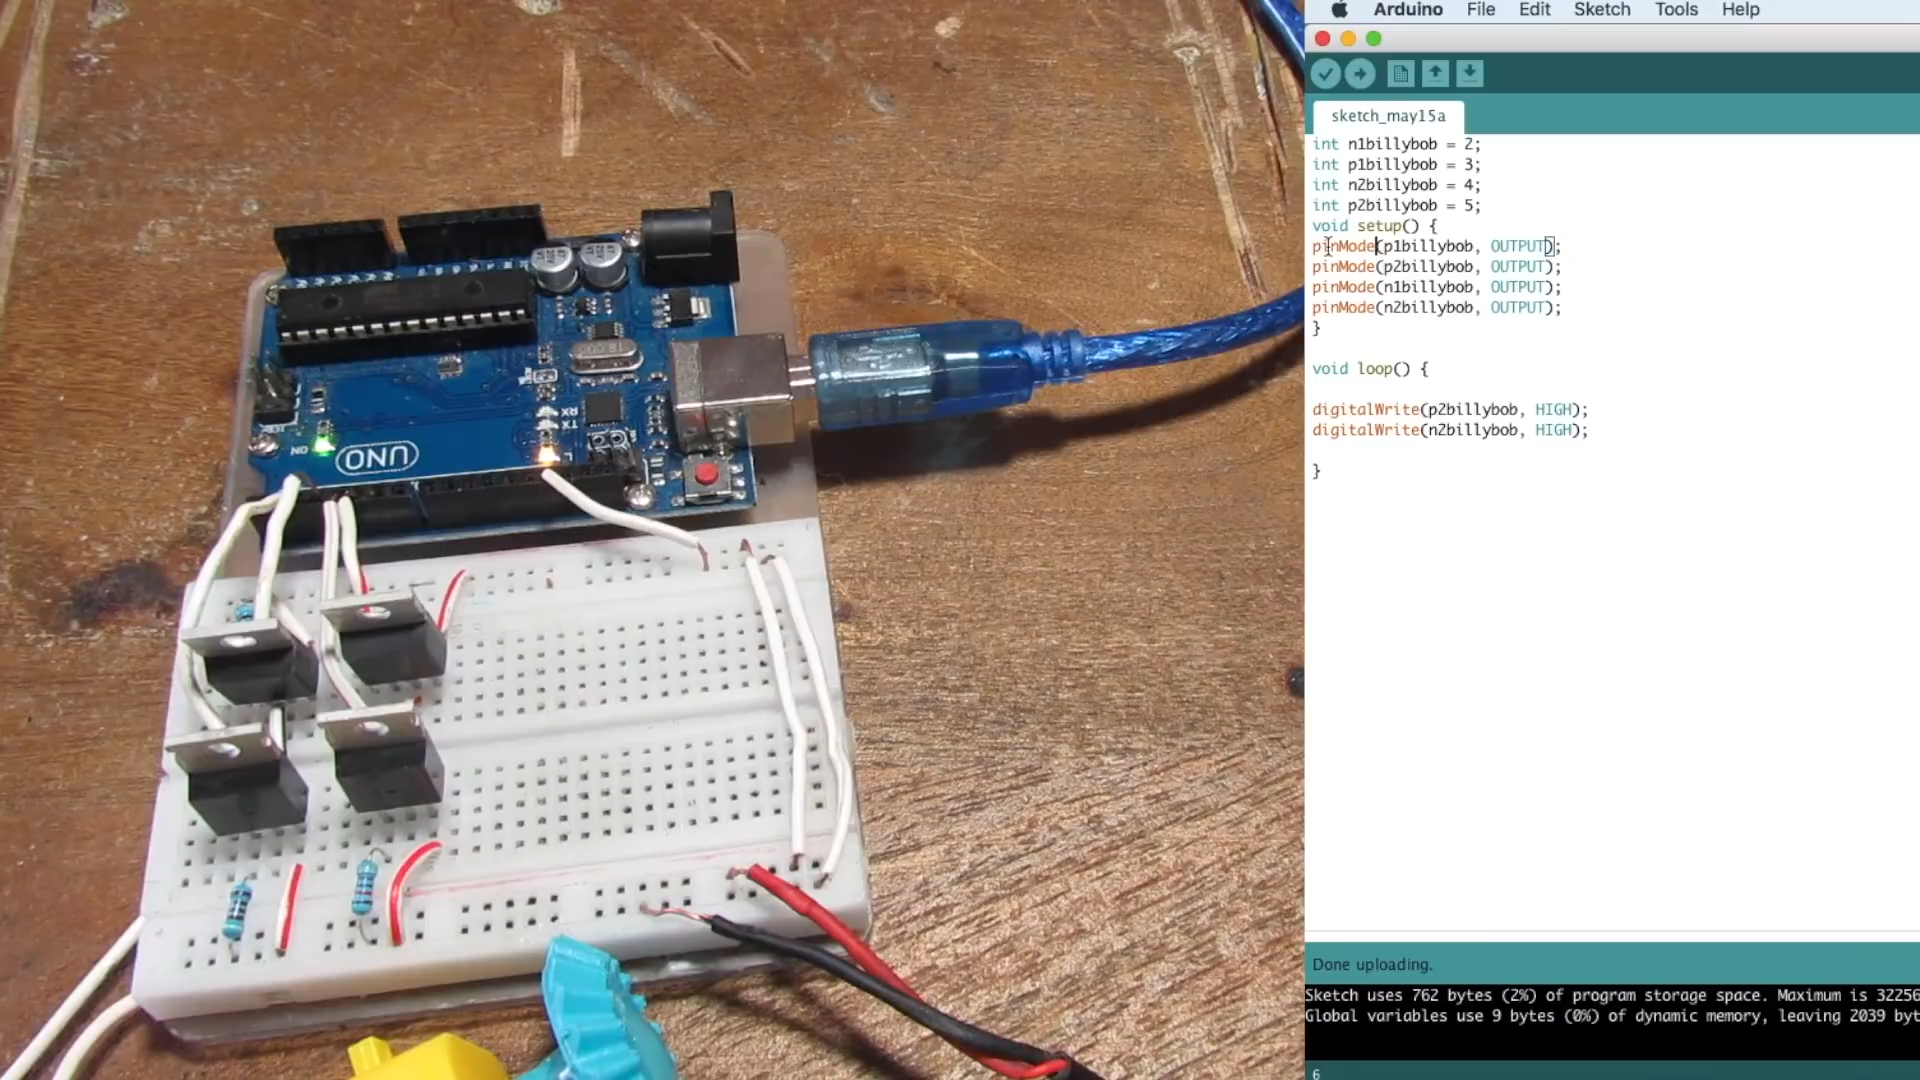 Arduino File Edit Sketch Tools Help
sketch_may15a
int n1billybob = 2;
int p1billybob = 3;
int n2billybob = 4;
int p2billybob = 5;
void setup() {
pinMode(p1billybob, OUTPUT);
pinMode(p2billybob, OUTPUT);
pinMode(n1billybob, OUTPUT);
pinMode(n2billybob, OUTPUT);
}
void loop() {
digitalWrite(p2billybob, HIGH);
digitalWrite(n2billybob, HIGH);
}
Done uploading.
Sketch uses 762 bytes (2%) of program storage space. Maximum is 32256
Global variables use 9 bytes (0%) of dynamic memory, leaving 2039 byt
6
RX
TX
L
ON
UNO